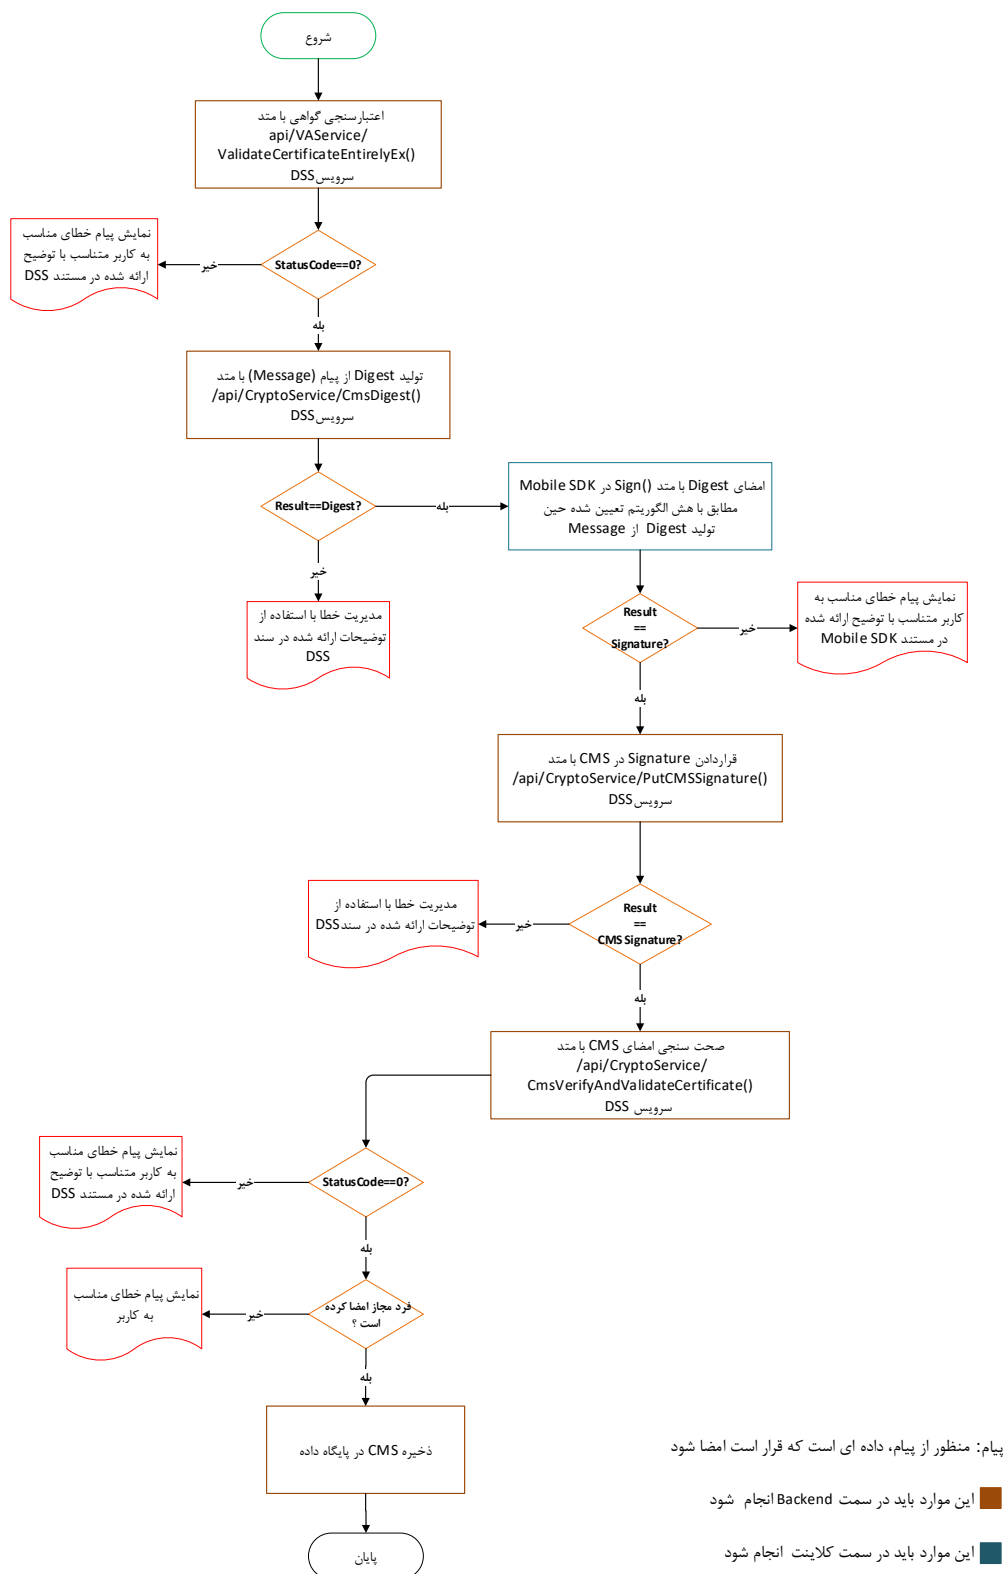 شروع
اعتبارسنجی گواهی با متد
api/VAService/
ValidateCertificateEntirelyEx()
سرویس DSS
نمایش پیام خطای مناسب
به کاربر متناسب با توضیح
ارائه شده در مستند DSS
خیر
StatusCode==0?
بله
تولید Digest از پیام (Message) با متد
/api/CryptoService/CmsDigest()
سرویس DSS
Result==Digest?
بله
امضای Digest با متد Sign() در Mobile SDK
مطابق با هش الگوریتم تعیین شده حین
تولید Digest از Message
خیر
مدیریت خطا با استفاده از
توضیحات ارائه شده در سند
DSS
Result
==
Signature?
خیر
نمایش پیام خطای مناسب به
کاربر متناسب با توضیح ارائه شده
در مستند Mobile SDK
بله
قراردادن Signature در CMS با متد
/api/CryptoService/PutCMSSignature()
سرویس DSS
Result
==
CMS Signature?
خیر
مدیریت خطا با استفاده از
توضیحات ارائه شده در سند DSS
بله
صحت سنجی امضای CMS با متد
/api/CryptoService/
CmsVerifyAndValidateCertificate()
سرویس DSS
StatusCode==0?
خیر
نمایش پیام خطای مناسب
به کاربر متناسب با توضیح
ارائه شده در مستند DSS
بله
فرد مجاز امضا کرده
است ؟
خیر
نمایش پیام خطای مناسب
به کاربر
بله
ذخیره CMS در پایگاه داده
پایان
پیام: منظور از پیام، داده ای است که قرار است امضا شود
این موارد باید در سمت Backend انجام شود
این موارد باید در سمت کلاینت انجام شود